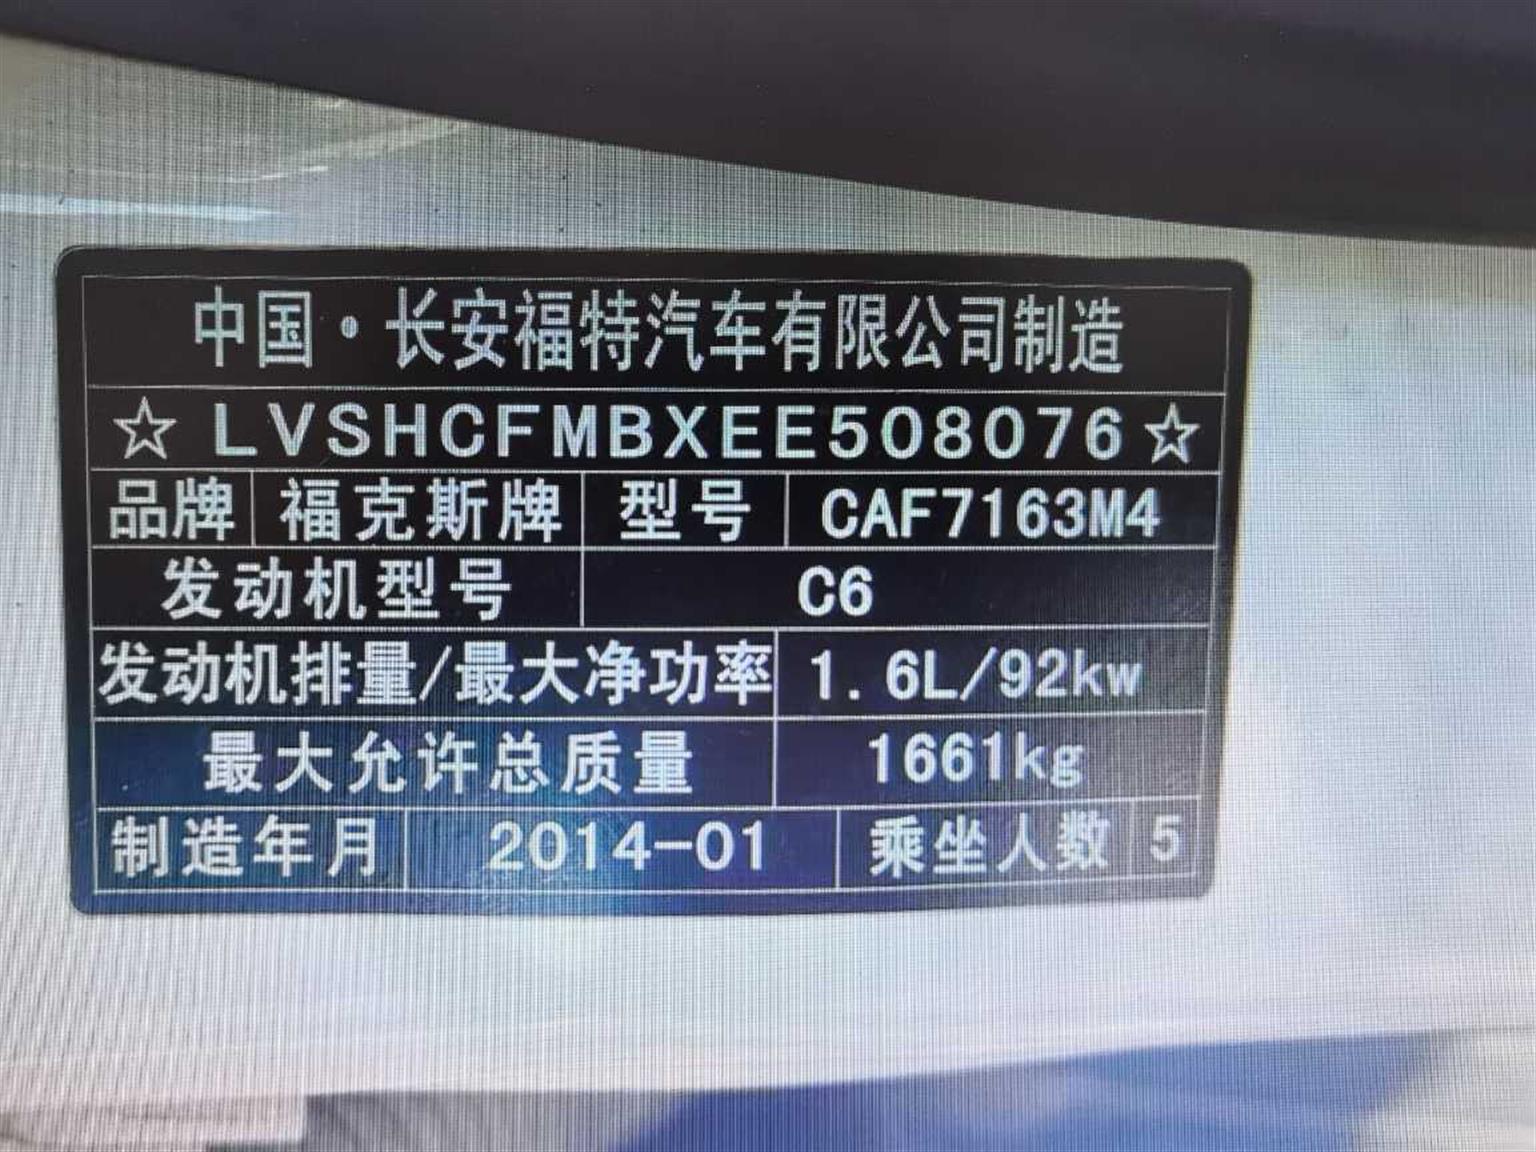 中国·长安福特汽车有限公司制造
☆LVSHCFMBXEE508076☆
品牌 福克斯牌 型号 CAF7163M4
发动机型号 C6
发动机排量/最大净功率 1.6L/92kw
最大允许总质量 1661kg
制造年月 2014-01 乘坐人数 5